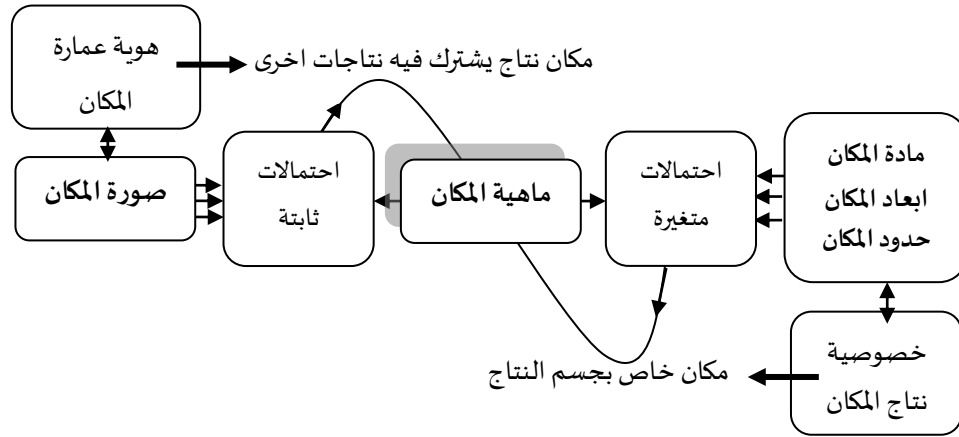 هوية عمارة
المكان
مكان نتاج يشترك فيه نتاجات اخرى
مادة المكان
ابعاد المكان
حدود المكان
احتمالات
متغيرة
ماهية المكان
احتمالات
ثابتة
صورة المكان
خصوصية
نتاج المكان
مكان خاص بجسم النتاج